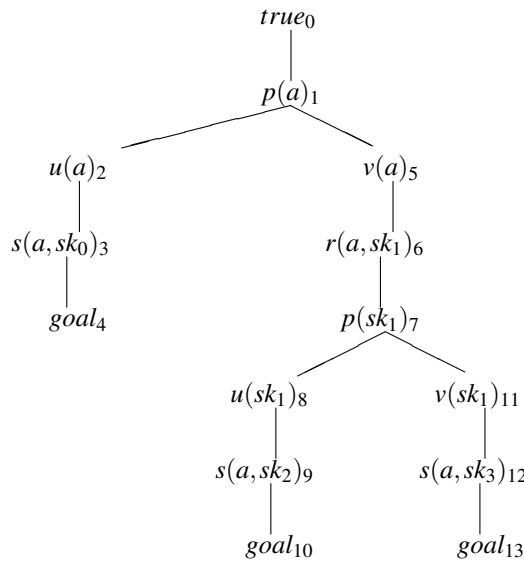 true₀
p(a)₁
u(a)₂ v(a)₅
s(a,sk₀)₃ r(a,sk₁)₆
goal₄ p(sk₁)₇
u(sk₁)₈ v(sk₁)₁₁
s(a,sk₂)₉ s(a,sk₃)₁₂
goal₁₀ goal₁₃